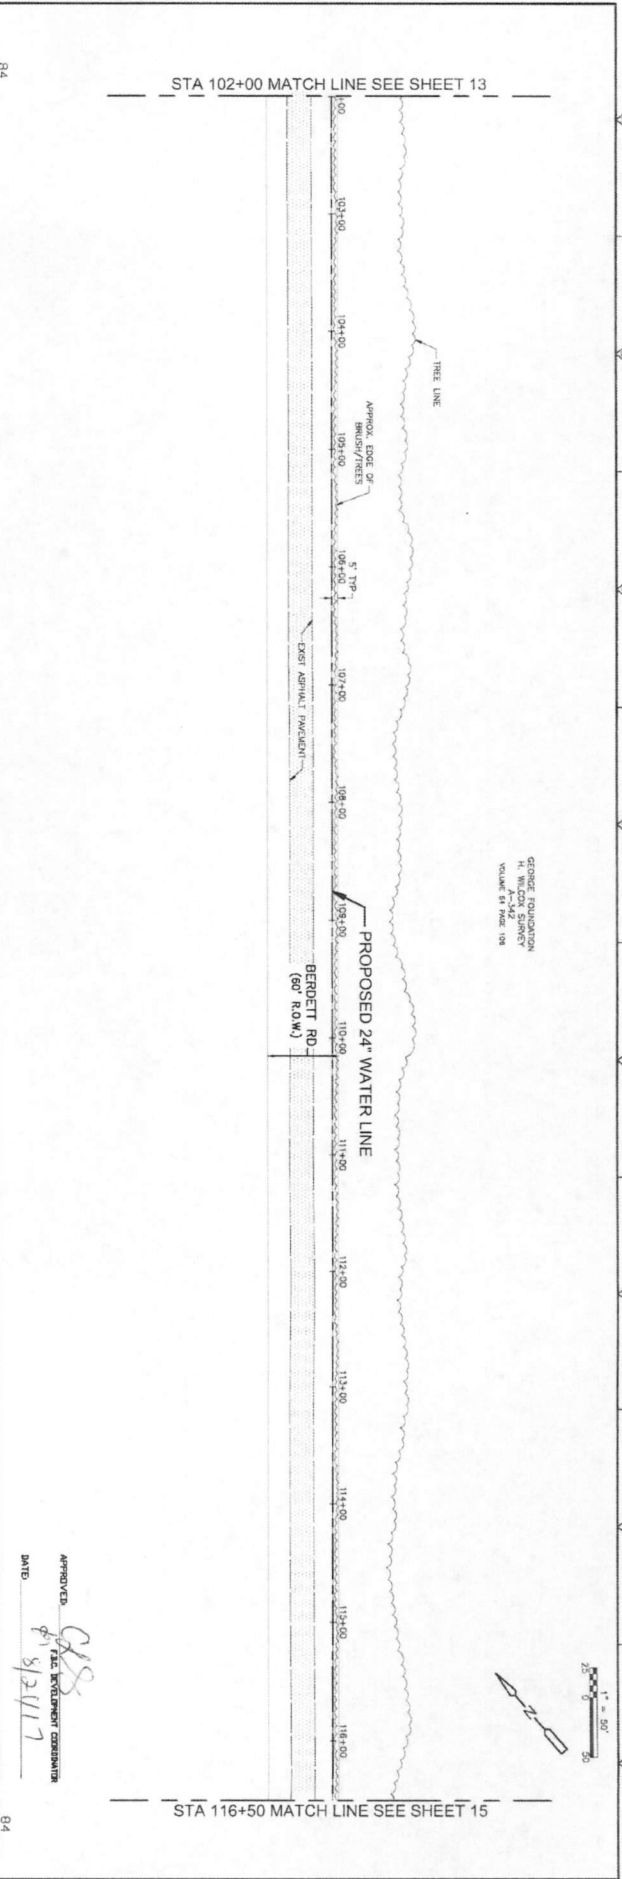 STA 102+00 MATCH LINE SEE SHEET 13
+00
103+00
104+00
105+00
106+00
107+00
108+00
109+00
110+00
111+00
112+00
113+00
114+00
115+00
116+00
TREE LINE
APPROX. EDGE OF
BRUSH/TREES
5' TYP
EXIST ASPHALT PAVEMENT
GEORGE FOUNDATION
H. WILCOX SURVEY
A-342
VOLUME 64 PAGE 106
PROPOSED 24" WATER LINE
BERDETT RD
(60' R.O.W.)
1" = 50'
25 0 50
N
STA 116+50 MATCH LINE SEE SHEET 15
APPROVED:
F.B.C. DEVELOPMENT COORDINATOR
DATE:
8/21/17
84
84